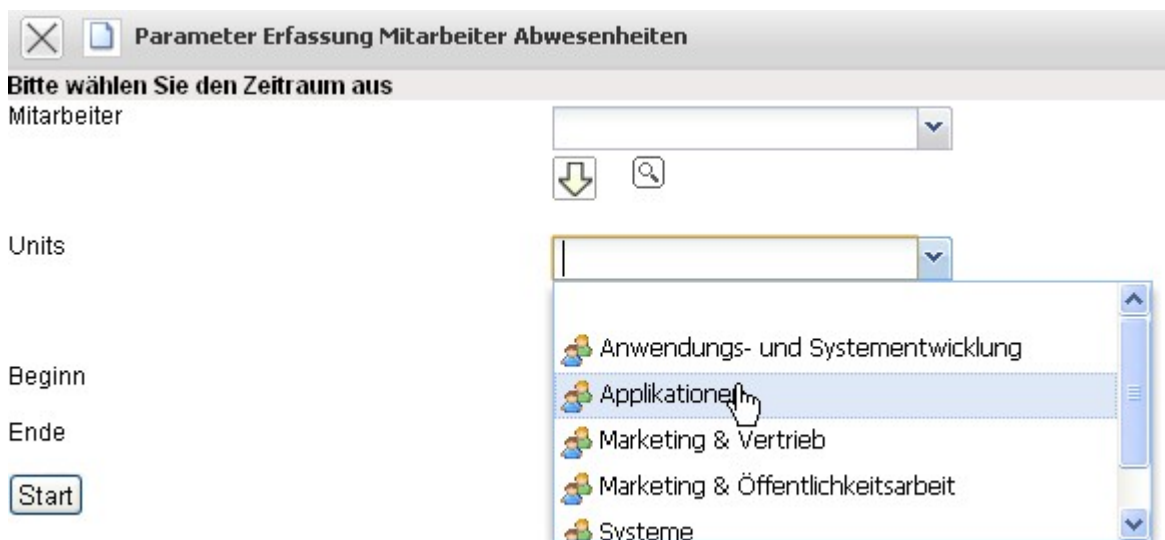 Parameter Erfassung Mitarbeiter Abwesenheiten
Bitte wählen Sie den Zeitraum aus
Mitarbeiter
Units
Anwendungs- und Systementwicklung
Beginn
Applikationen
Ende
Marketing & Vertrieb
Marketing & Öffentlichkeitsarbeit
Start
Systeme